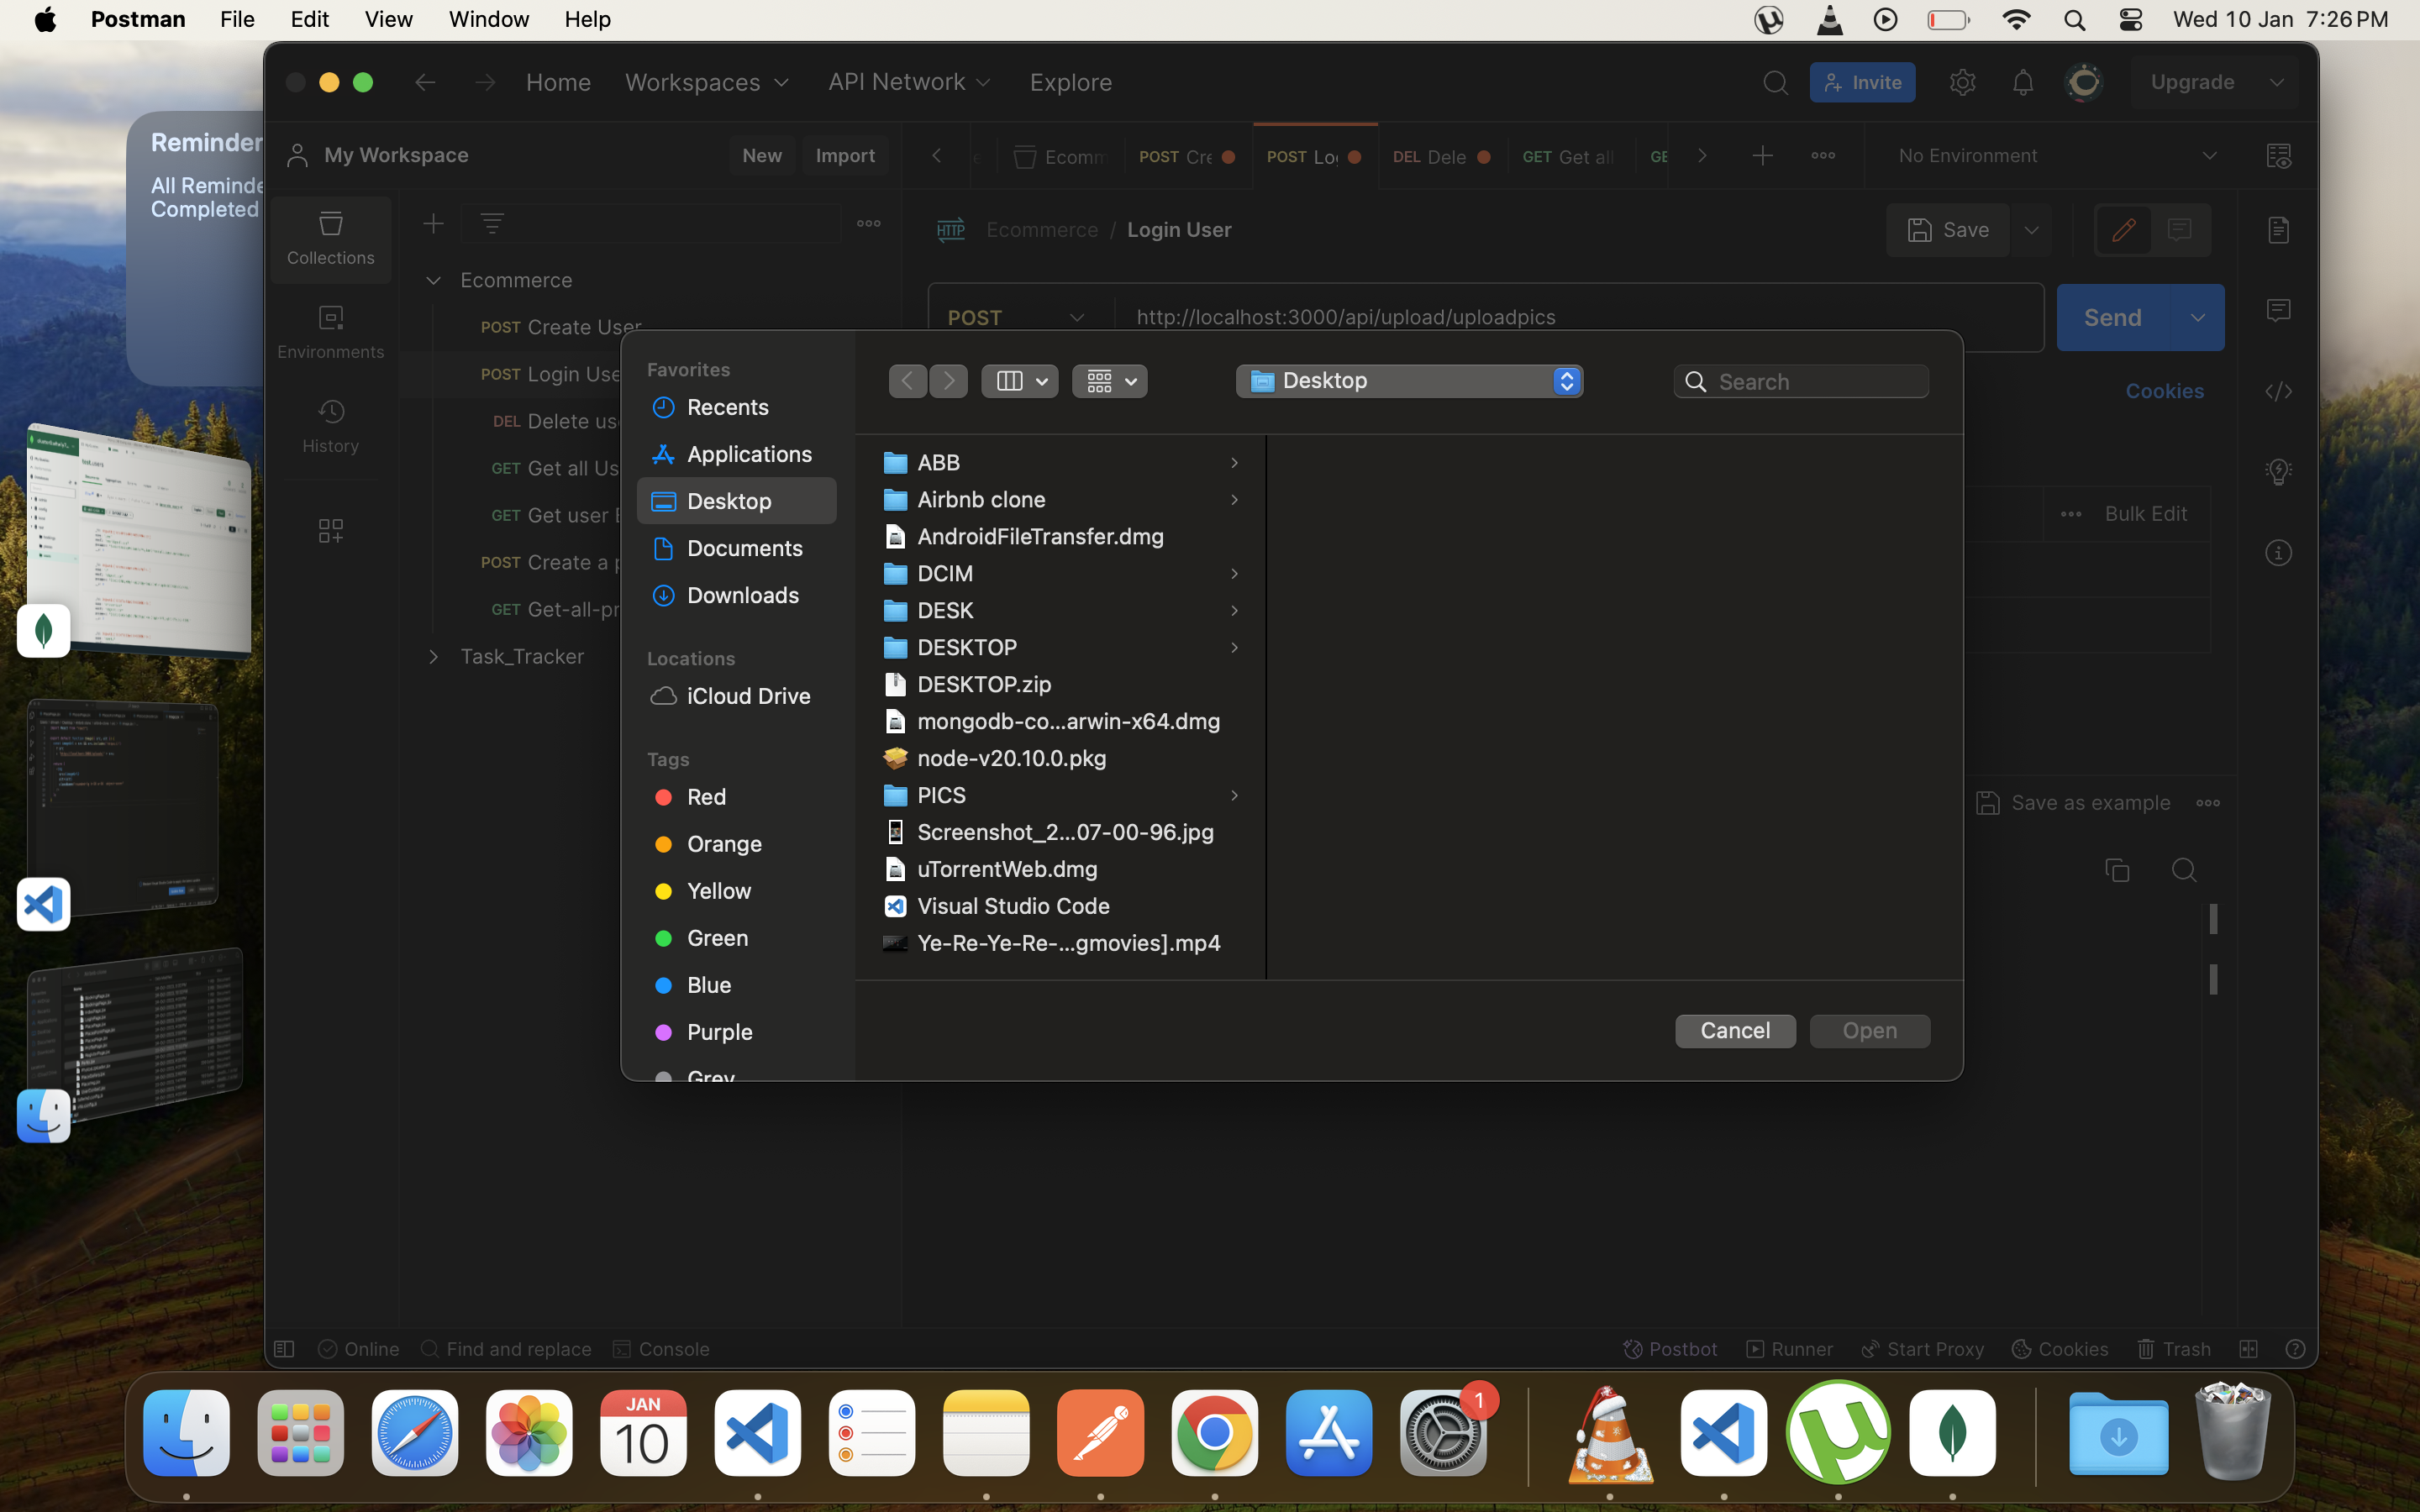 Postman File Edit View Window Help Wed 10 Jan 7:26 PM
Home Workspaces API Network Explore Invite Upgrade
Reminder
All Reminde
Completed
My Workspace New Import
Ecomm POST Cre POST Log DEL Dele GET Get all GE No Environment
Collections
Environments
History
HTTP Ecommerce / Login User Save
Ecommerce
POST Create User
POST Login Use
DEL Delete us
GET Get all Us
GET Get user
POST Create a p
GET Get-all-pr
Task_Tracker
POST http://localhost:3000/api/upload/uploadpics Send
Cookies
Bulk Edit
Save as example
Favorites
Recents
Applications
Desktop
Documents
Downloads
Locations
iCloud Drive
Tags
Red
Orange
Yellow
Green
Blue
Purple
Grey
Desktop Search
ABB
Airbnb clone
AndroidFileTransfer.dmg
DCIM
DESK
DESKTOP
DESKTOP.zip
mongodb-co...arwin-x64.dmg
node-v20.10.0.pkg
PICS
Screenshot_2...07-00-96.jpg
uTorrentWeb.dmg
Visual Studio Code
Ye-Re-Ye-Re-...gmovies].mp4
Cancel Open
Online Find and replace Console Postbot Runner Start Proxy Cookies Trash
JAN
10
1